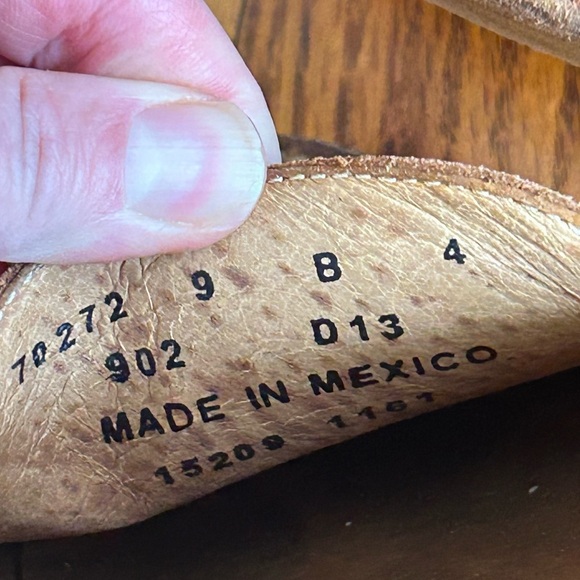 70272 9 B 4
902 D13
MADE IN MEXICO
15209 1161